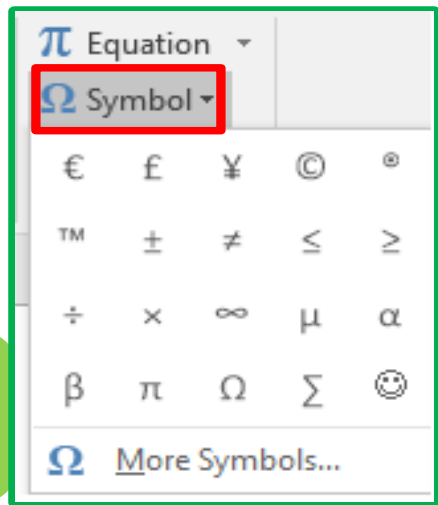 π Equation
Ω Symbol
€ £ ¥ © ®
™ ± ≠ ≤ ≥
÷ × ∞ µ α
β π Ω ∑ ☺
Ω More Symbols...